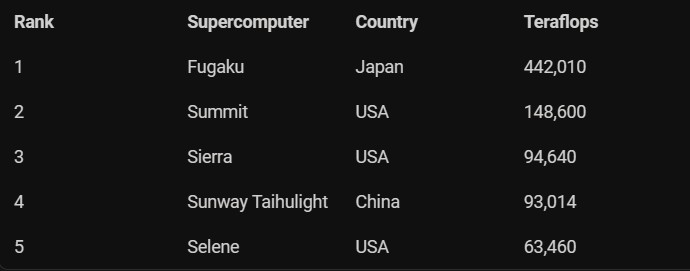 Rank Supercomputer Country Teraflops
1 Fugaku Japan 442,010
2 Summit USA 148,600
3 Sierra USA 94,640
4 Sunway Taihulight China 93,014
5 Selene USA 63,460